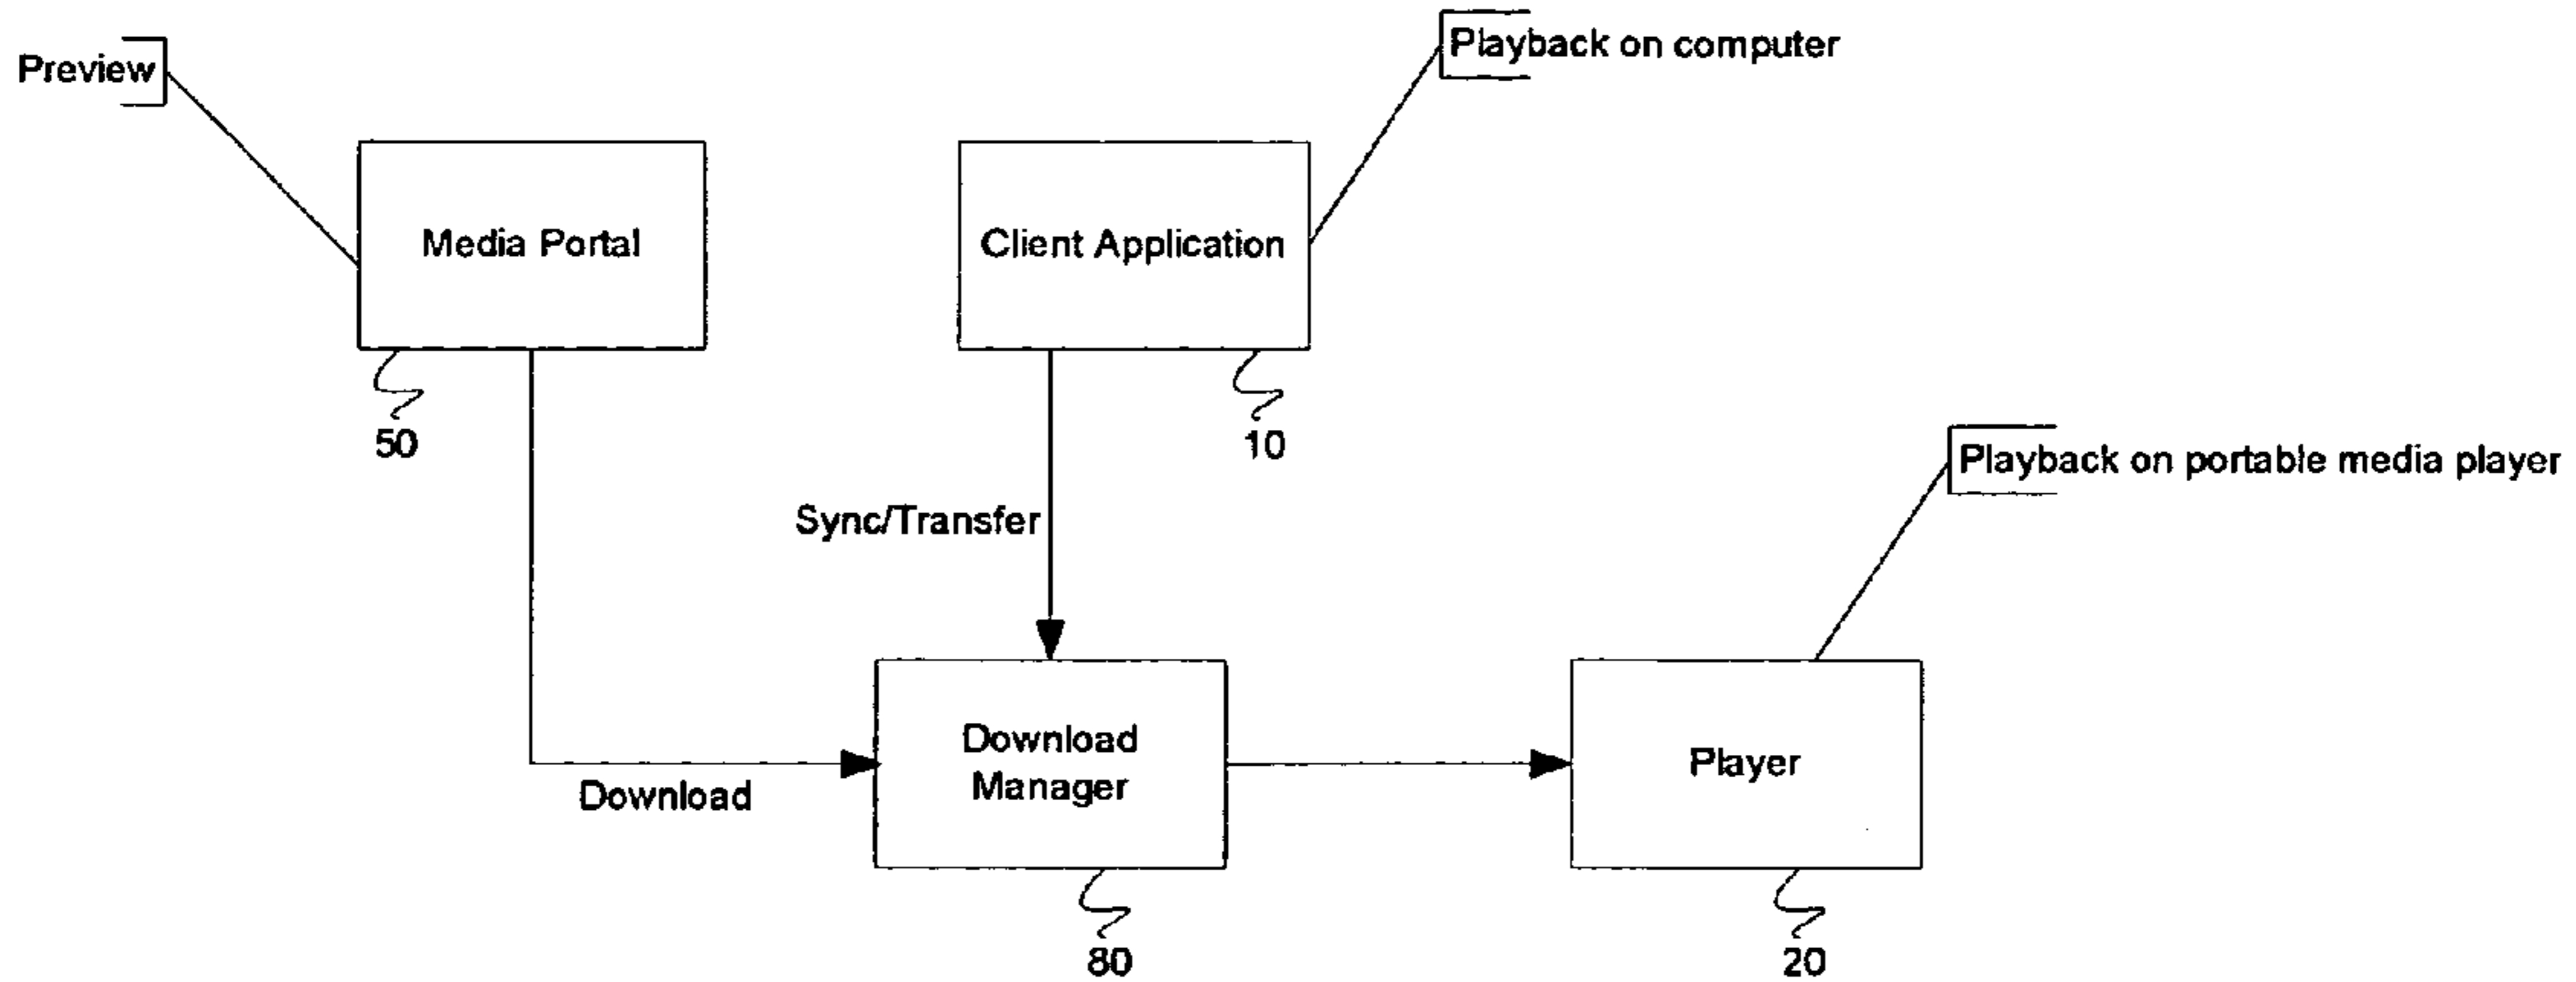 Playback on computer
Preview
Media Portal
Client Application
50
10
Playback on portable media player
Sync/Transfer
Download
Manager
Player
Download
80
20